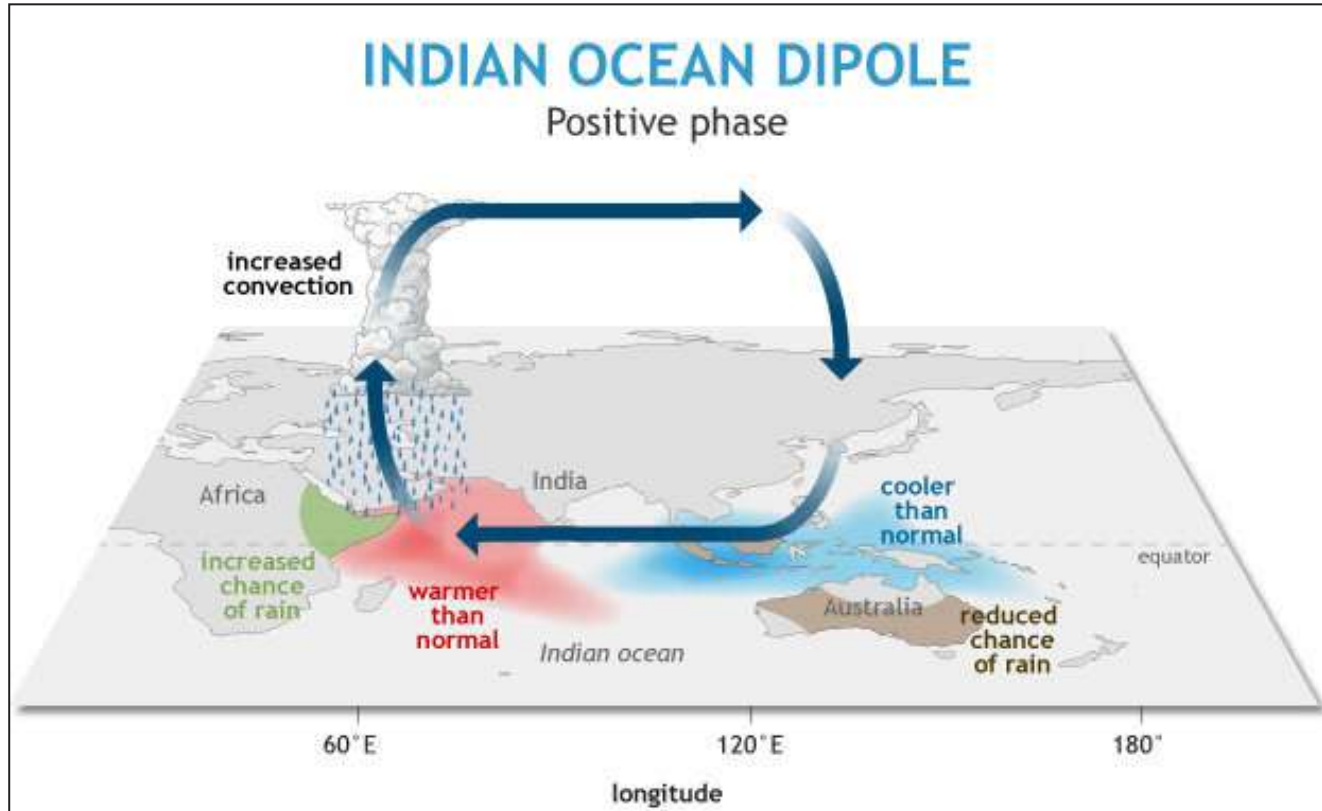 INDIAN OCEAN DIPOLE
Positive phase
increased
convection
Africa
India
cooler
than
normal
equator
increased
chance
of rain
warmer
than
normal
Australia
reduced
chance
of rain
Indian ocean
60°E
120°E
180°
longitude